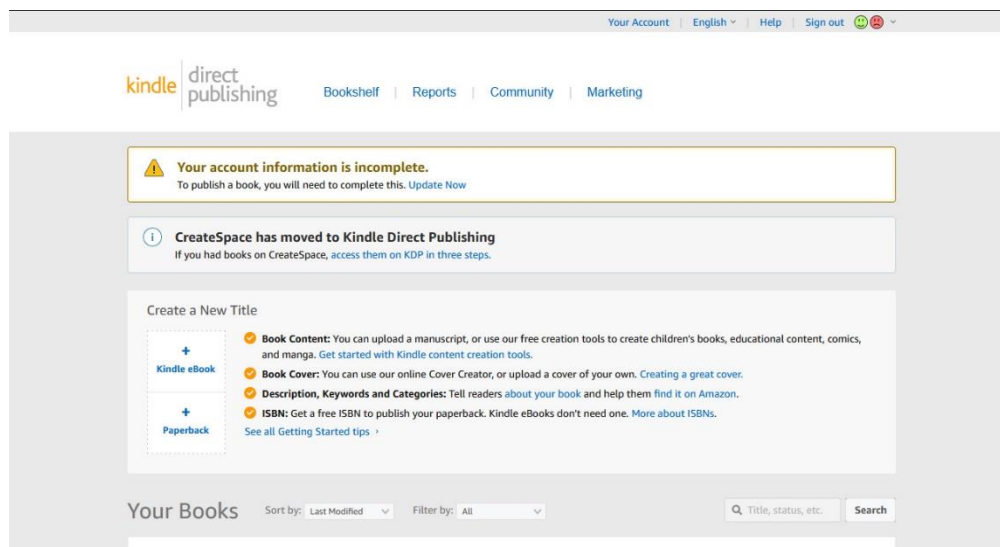 Your Account | English | Help | Sign out
kindle direct publishing
Bookshelf | Reports | Community | Marketing
Your account information is incomplete.
To publish a book, you will need to complete this. Update Now
CreateSpace has moved to Kindle Direct Publishing
If you had books on CreateSpace, access them on KDP in three steps.
Create a New Title
+
Kindle eBook
+
Paperback
Book Content: You can upload a manuscript, or use our free creation tools to create children's books, educational content, comics,
and manga. Get started with Kindle content creation tools.
Book Cover: You can use our online Cover Creator, or upload a cover of your own. Creating a great cover.
Description, Keywords and Categories: Tell readers about your book and help them find it on Amazon.
ISBN: Get a free ISBN to publish your paperback. Kindle eBooks don't need one. More about ISBNs.
See all Getting Started tips ›
Your Books Sort by: Last Modified Filter by: All Title, status, etc. Search